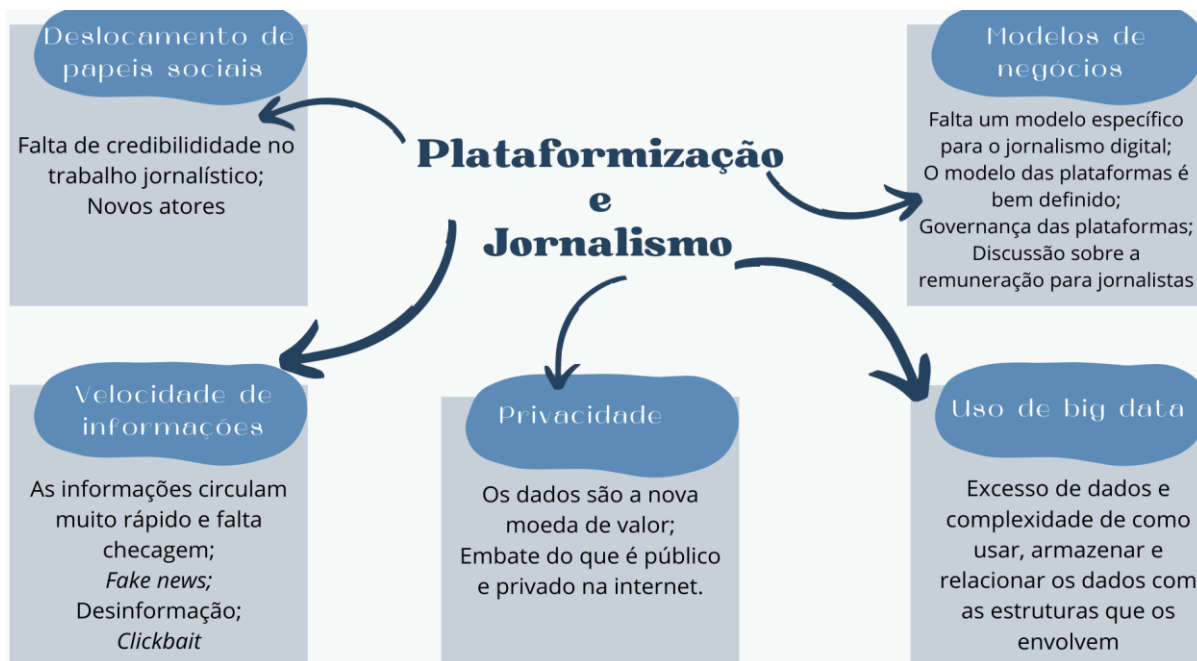 Deslocamento de
papeis sociais
Falta de credibilididade no
trabalho jornalístico;
Novos atores
Plataformização
e
Jornalismo
Modelos de
negócios
Falta um modelo específico
para o jornalismo digital;
O modelo das plataformas é
bem definido;
Governança das plataformas;
Discussão sobre a
remuneração para jornalistas
Velocidade de
informações
As informações circulam
muito rápido e falta
checagem;
Fake news;
Desinformação;
Clickbait
Privacidade
Os dados são a nova
moeda de valor;
Embate do que é público
e privado na internet.
Uso de big data
Excesso de dados e
complexidade de como
usar, armazenar e
relacionar os dados com
as estruturas que os
envolvem